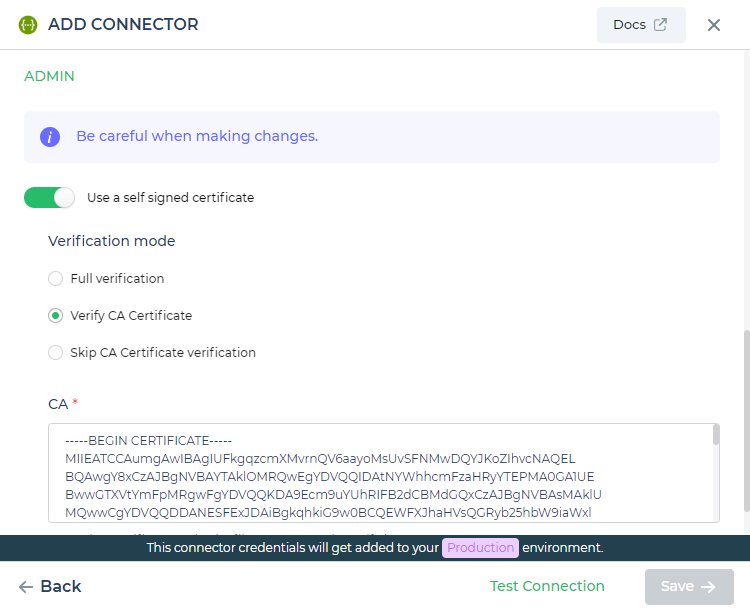 ADD CONNECTOR
Docs
ADMIN
Be careful when making changes.
Use a self signed certificate
Verification mode
Full verification
Verify CA Certificate
Skip CA Certificate verification
CA *
-----BEGIN CERTIFICATE-----
MIIEATCCAumgAwIBAgIUFkgqzcmXMvrnQV6aayoMsUvSFNMwDQYJKoZIhvcNAQEL
BQAwgY8xCzAJBgNVBAYTAklOMRQwEgYDVQQIDAtNYWhhcmFzaHRyYTEPMA0GA1UE
BwwGTXVtYmFpMRgwFgYDVQQKDA9Ecm9uYUhRIFB2dCBMdGQxCzAJBgNVBAsMAklU
MQwwCgYDVQQDDANESFExJDAiBgkqhkiG9w0BCQEWFXJhaHVsQGRyb25hbW9iaWxl
This connector credentials will get added to your Production environment.
Back
Test Connection
Save